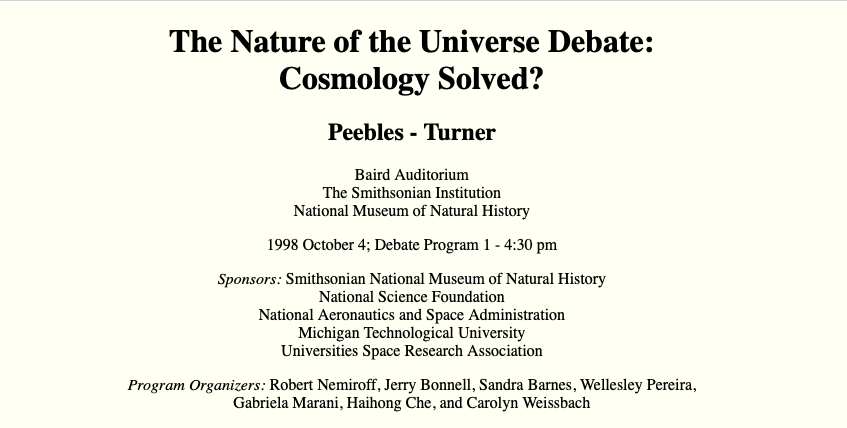 The Nature of the Universe Debate:
Cosmology Solved?
Peebles - Turner
Baird Auditorium
The Smithsonian Institution
National Museum of Natural History
1998 October 4; Debate Program 1 - 4:30 pm
Sponsors: Smithsonian National Museum of Natural History
National Science Foundation
National Aeronautics and Space Administration
Michigan Technological University
Universities Space Research Association
Program Organizers: Robert Nemiroff, Jerry Bonnell, Sandra Barnes, Wellesley Pereira,
Gabriela Marani, Haihong Che, and Carolyn Weissbach